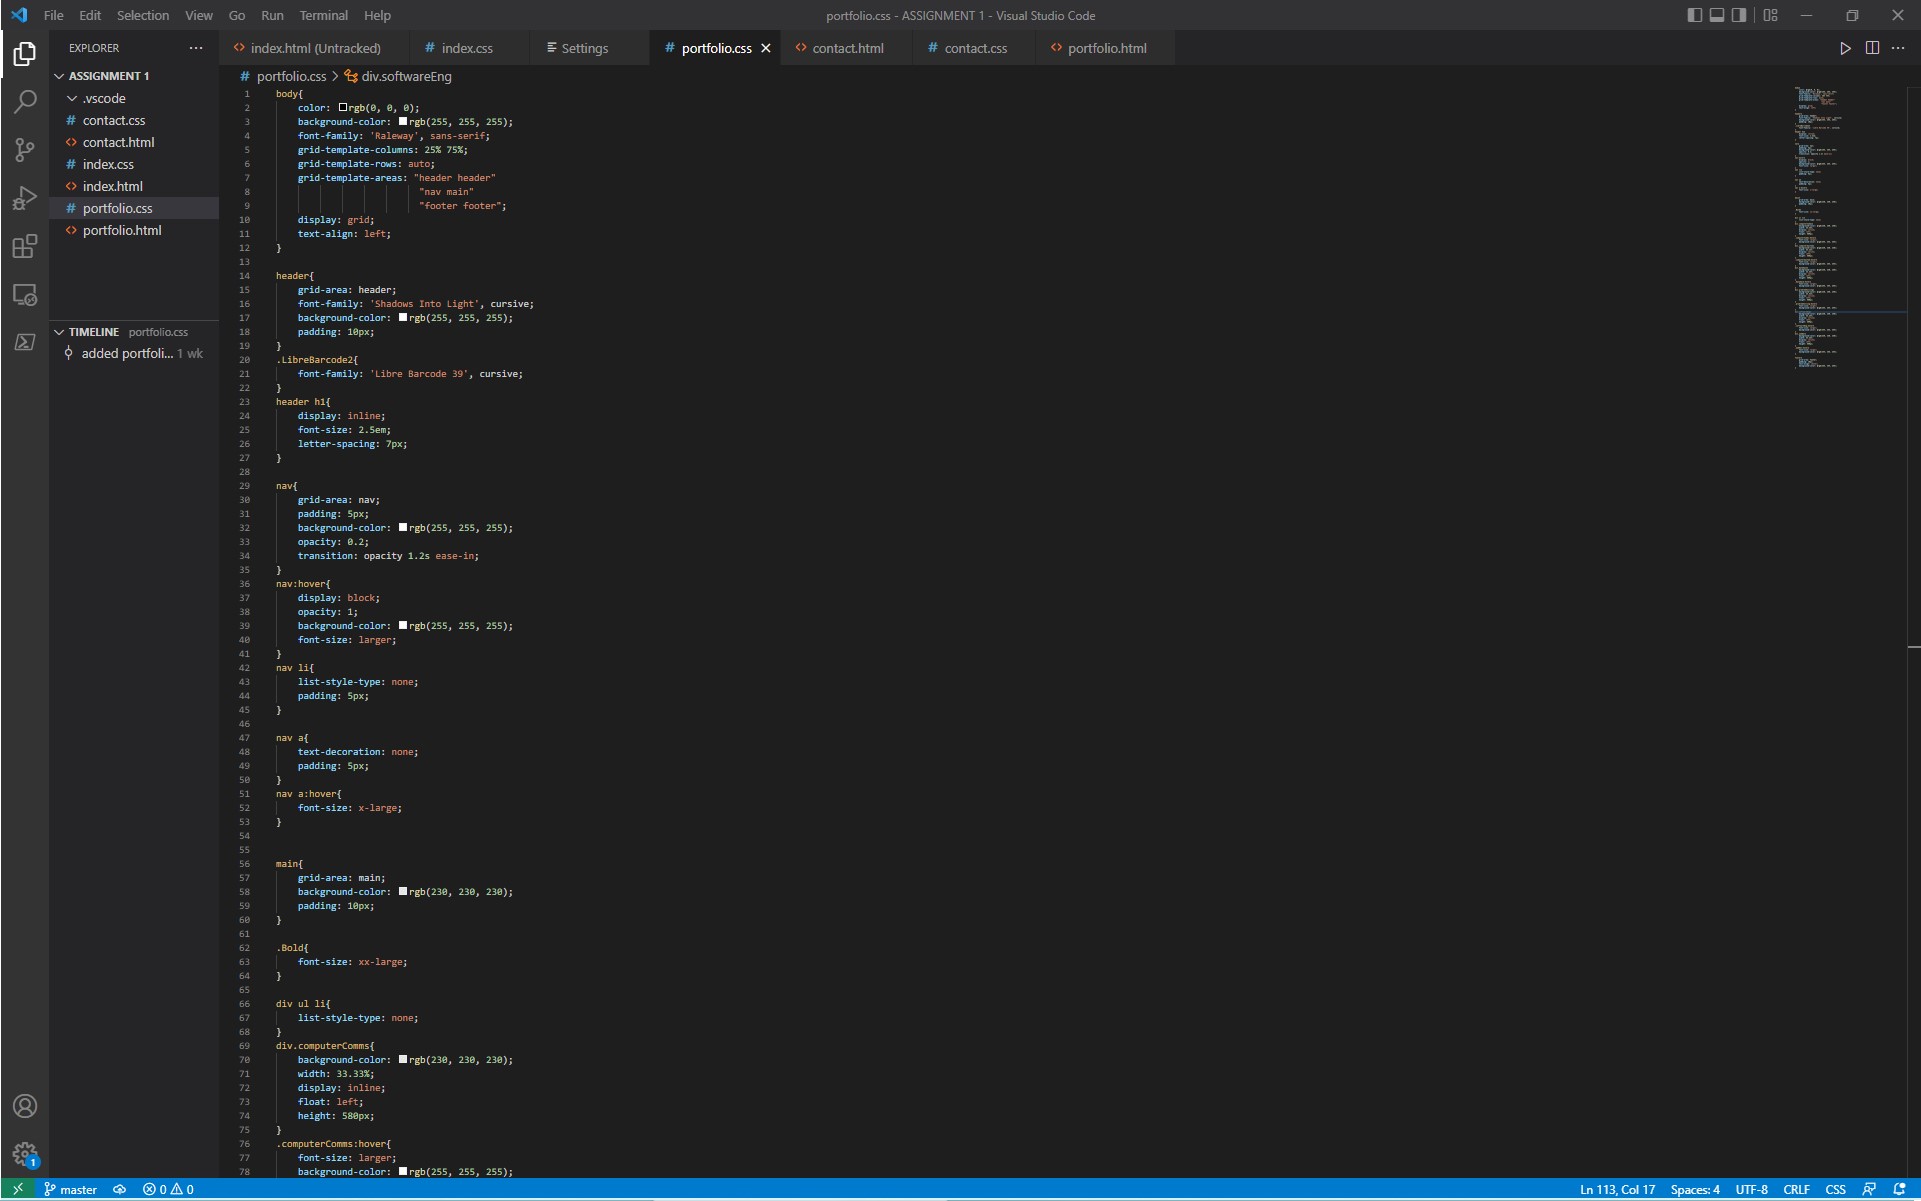 File Edit Selection View Go Run Terminal Help
portfolio.css - ASSIGNMENT 1 - Visual Studio Code
EXPLORER
ASSIGNMENT 1
.vscode
contact.css
contact.html
index.css
index.html
portfolio.css
portfolio.html
TIMELINE portfolio.css
added portfoli... 1 wk
index.html (Untracked) index.css Settings portfolio.css contact.html contact.css portfolio.html
portfolio.css > div.softwareEng
1 body{
2 color: rgb(0, 0, 0);
3 background-color: rgb(255, 255, 255);
4 font-family: 'Raleway', sans-serif;
5 grid-template-columns: 25% 75%;
6 grid-template-rows: auto;
7 grid-template-areas: "header header"
8 "nav main"
9 "footer footer";
10 display: grid;
11 text-align: left;
12 }
13
14 header{
15 grid-area: header;
16 font-family: 'Shadows Into Light', cursive;
17 background-color: rgb(255, 255, 255);
18 padding: 10px;
19 }
20 .LibreBarcode2{
21 font-family: 'Libre Barcode 39', cursive;
22 }
23 header h1{
24 display: inline;
25 font-size: 2.5em;
26 letter-spacing: 7px;
27 }
28
29 nav{
30 grid-area: nav;
31 padding: 5px;
32 background-color: rgb(255, 255, 255);
33 opacity: 0.2;
34 transition: opacity 1.2s ease-in;
35 }
36 nav:hover{
37 display: block;
38 opacity: 1;
39 background-color: rgb(255, 255, 255);
40 font-size: larger;
41 }
42 nav li{
43 list-style-type: none;
44 padding: 5px;
45 }
46
47 nav a{
48 text-decoration: none;
49 padding: 5px;
50 }
51 nav a:hover{
52 font-size: x-large;
53 }
54
55
56 main{
57 grid-area: main;
58 background-color: rgb(230, 230, 230);
59 padding: 10px;
60 }
61
62 .Bold{
63 font-size: xx-large;
64 }
65
66 div ul li{
67 list-style-type: none;
68 }
69 div.computerComms{
70 background-color: rgb(230, 230, 230);
71 width: 33.33%;
72 display: inline;
73 float: left;
74 height: 580px;
75 }
76 .computerComms:hover{
77 font-size: larger;
78 background-color: rgb(255, 255, 255);
1
master 0 0 Ln 113, Col 17 Spaces: 4 UTF-8 CRLF CSS